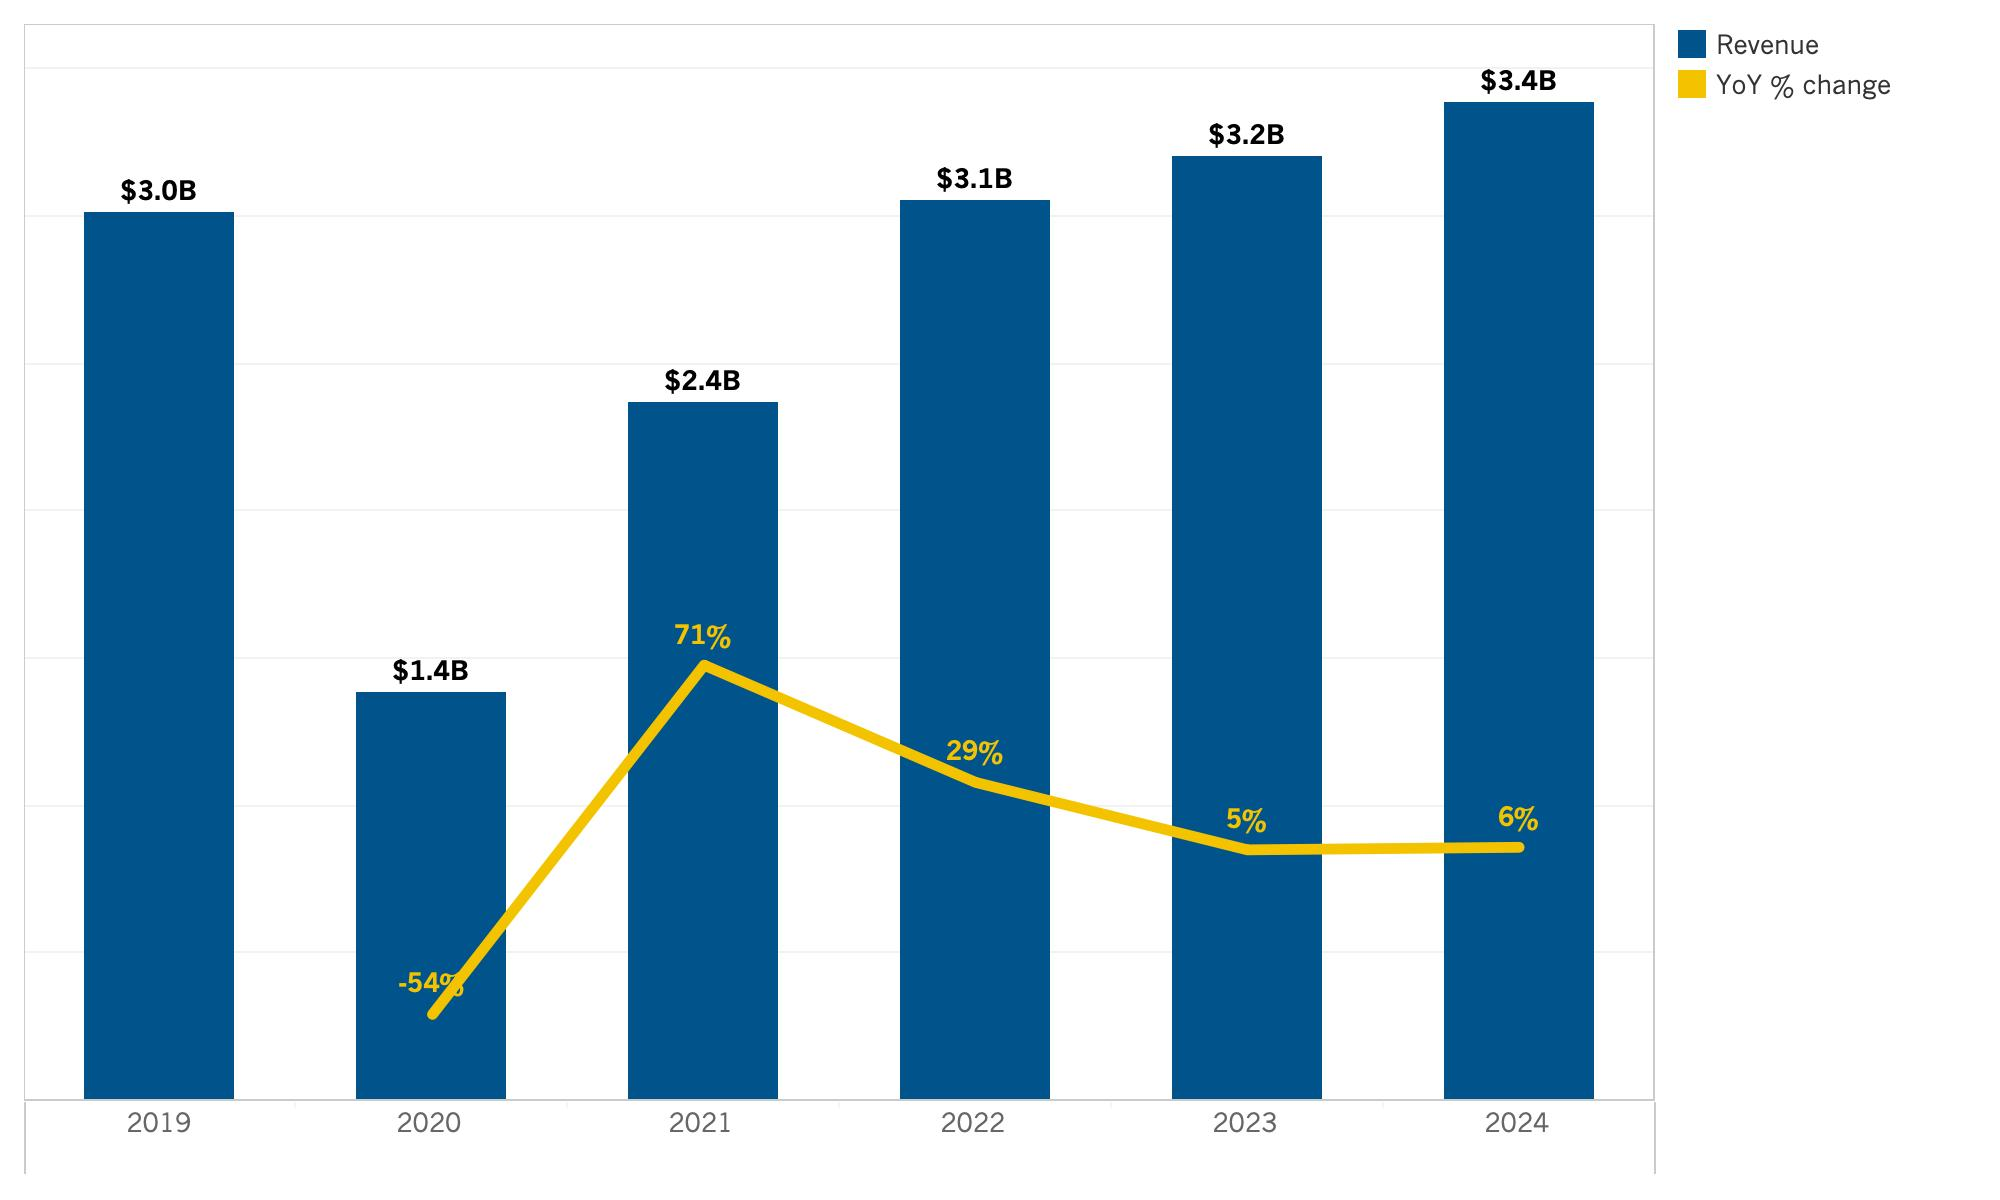 Revenue
YoY % change
$3.4B
$3.2B
$3.1B
$3.0B
$2.4B
$1.4B
71%
29%
5%
6%
-54%
2019 2020 2021 2022 2023 2024